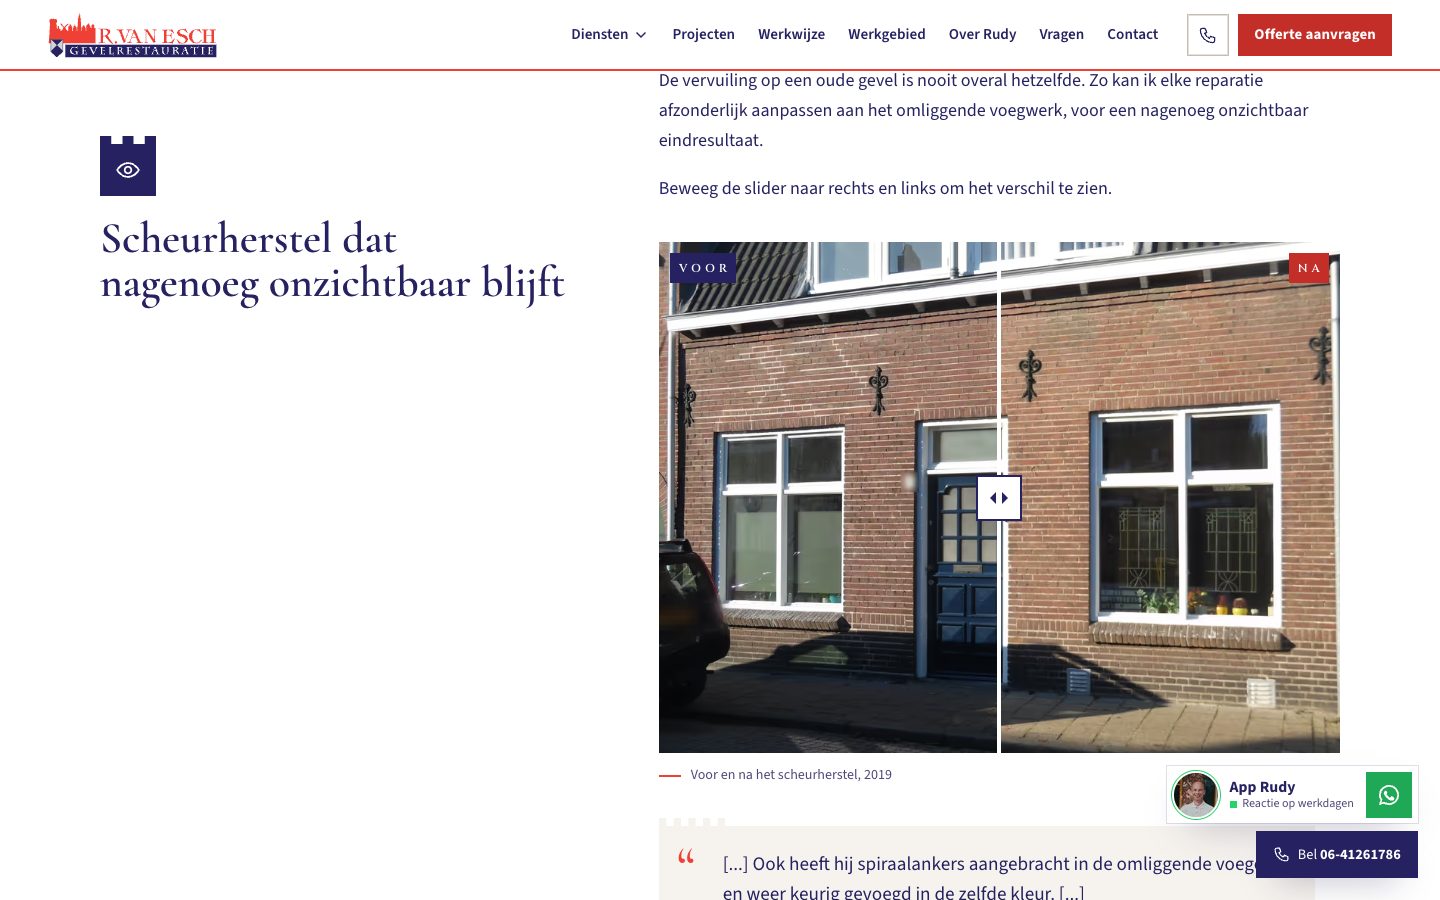 R. VAN ESCH
GEVELRESTAURATIE
Diensten
Projecten
Werkwijze
Werkgebied
Over Rudy
Vragen
Contact
Offerte aanvragen
De vervuiling op een oude gevel is nooit overal hetzelfde. Zo kan ik elke reparatie
afzonderlijk aanpassen aan het omliggende voegwerk, voor een nagenoeg onzichtbaar
eindresultaat.
Beweeg de slider naar rechts en links om het verschil te zien.
Scheurherstel dat
nagenoeg onzichtbaar blijft
VOOR
NA
Voor en na het scheurherstel, 2019
“ [...] Ook heeft hij spiraalankers aangebracht in de omliggende
en weer keurig gevoegd in de zelfde kleur. [...]
App Rudy
Reactie op werkdagen
Bel 06-41261786